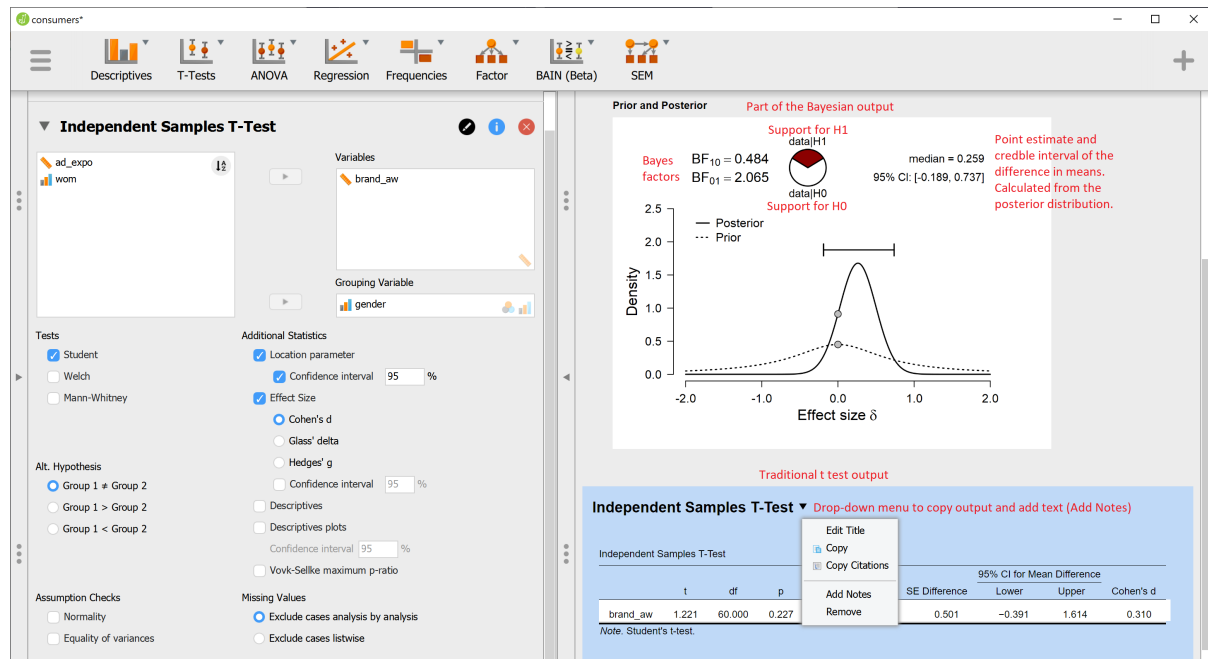 consumers*
Descriptives
T-Tests
ANOVA
Regression
Frequencies
Factor
BAIN (Beta)
SEM
Independent Samples T-Test
ad_expo
wom
Variables
brand_aw
Grouping Variable
gender
Tests
Student
Welch
Mann-Whitney
Alt. Hypothesis
Group 1 ≠ Group 2
Group 1 > Group 2
Group 1 < Group 2
Assumption Checks
Normality
Equality of variances
Additional Statistics
Location parameter
Confidence interval 95 %
Effect Size
Cohen's d
Glass' delta
Hedges' g
Confidence interval 95 %
Descriptives
Descriptives plots
Confidence interval 95 %
Vovk-Sellke maximum p-ratio
Missing Values
Exclude cases analysis by analysis
Exclude cases listwise
Prior and Posterior
Part of the Bayesian output
Support for H1
data|H1
Bayes
factors
BF10 = 0.484
BF01 = 2.065
data|H0
Support for H0
median = 0.259
95% CI: [-0.189, 0.737]
Point estimate and
credble interval of the
difference in means.
Calculated from the
posterior distribution.
Posterior
Prior
Density
2.5
2.0
1.5
1.0
0.5
0.0
-2.0 -1.0 0.0 1.0 2.0
Effect size δ
Traditional t test output
Independent Samples T-Test
Drop-down menu to copy output and add text (Add Notes)
Edit Title
Copy
Copy Citations
Add Notes
Remove
Independent Samples T-Test
95% CI for Mean Difference
t df p SE Difference Lower Upper Cohen's d
brand_aw 1.221 60.000 0.227 0.501 −0.391 1.614 0.310
Note. Student's t-test.